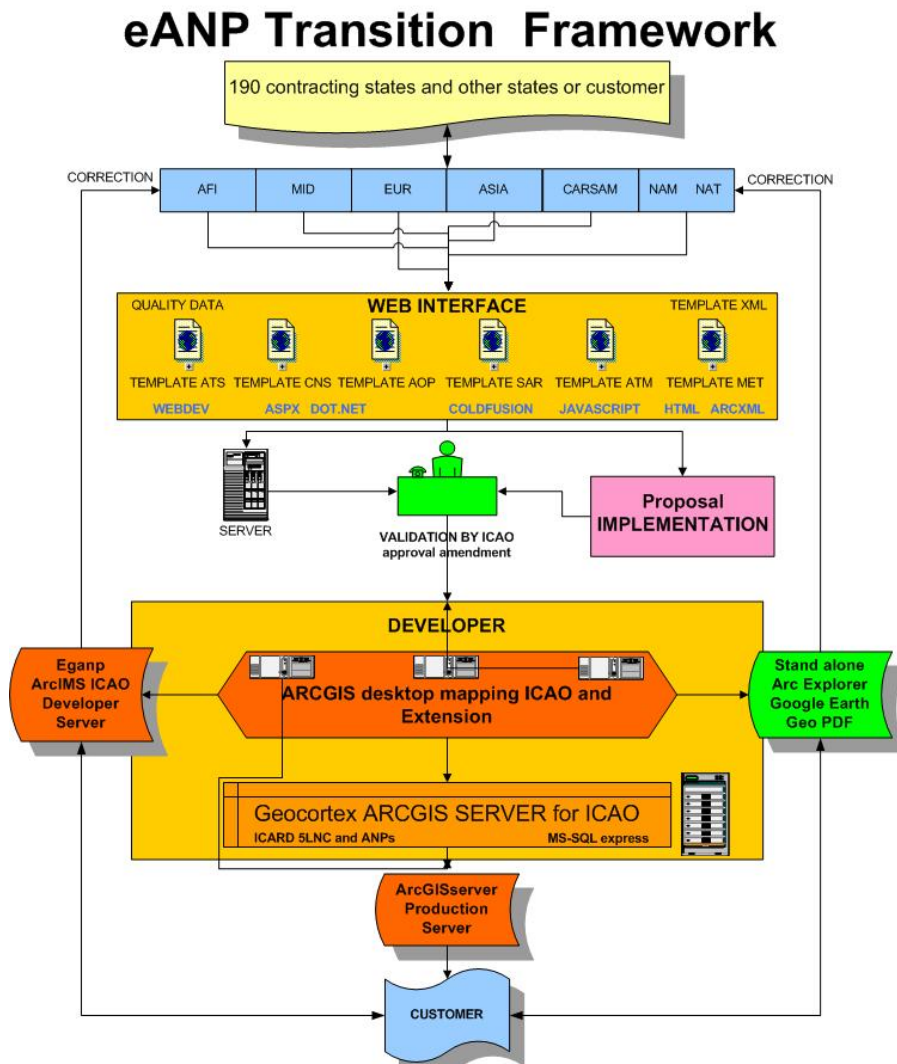 eANP Transition Framework
190 contracting states and other states or customer
CORRECTION
CORRECTION
AFI
MID
EUR
ASIA
CARSAM
NAM
NAT
QUALITY DATA
WEB INTERFACE
TEMPLATE XML
TEMPLATE ATS
TEMPLATE CNS
TEMPLATE AOP
TEMPLATE SAR
TEMPLATE ATM
TEMPLATE MET
WEBDEV
ASPX
DOT.NET
COLDFUSION
JAVASCRIPT
HTML
ARCXML
SERVER
VALIDATION BY ICAO
approval amendment
Proposal
IMPLEMENTATION
DEVELOPER
Eganp
ArcIMS ICAO
Developer
Server
ARCGIS desktop mapping ICAO and
Extension
Stand alone
Arc Explorer
Google Earth
Geo PDF
Geocortex ARCGIS SERVER for ICAO
ICARD 5LNC and ANPs
MS-SQL express
ArcGISserver
Production
Server
CUSTOMER